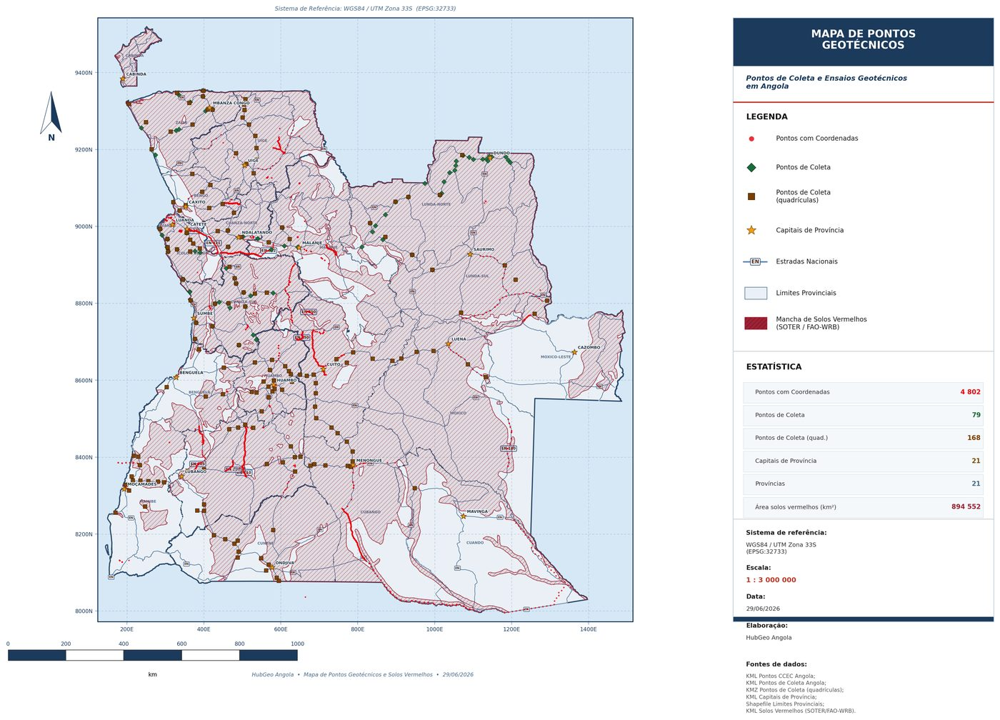 Sistema de Referência: WGS84 / UTM Zona 33S (EPSG:32733)
MAPA DE PONTOS
GEOTÉCNICOS
Pontos de Coleta e Ensaios Geotécnicos
em Angola
LEGENDA
Pontos com Coordenadas
Pontos de Coleta
Pontos de Coleta
(quadrículas)
Capitais de Província
EN
Estradas Nacionais
Limites Provinciais
Mancha de Solos Vermelhos
(SOTER / FAO-WRB)
ESTATÍSTICA
Pontos com Coordenadas 4 802
Pontos de Coleta 79
Pontos de Coleta (quad.) 168
Capitais de Província 21
Províncias 21
Área solos vermelhos (km²) 894 552
Sistema de referência:
WGS84 / UTM Zona 33S
(EPSG:32733)
Escala:
1 : 3 000 000
Data:
29/06/2026
Elaboração:
HubGeo Angola
Fontes de dados:
KML Pontos CCEC Angola;
KML Pontos de Coleta Angola;
KMZ Pontos de Coleta (quadrículas);
KML Capitais de Província;
Shapefile Limites Provinciais;
KML Solos Vermelhos (SOTER/FAO-WRB).
9400N
9200N
9000N
8800N
8600N
8400N
8200N
8000N
200E 400E 600E 800E 1000E 1200E 1400E
N
CABINDA
CABINDA
MBANZA CONGO
ZAIRE
UIGE
UIGE
DUNDO
LUNDA-NORTE
BENGO
CAXITO
LUANDA
CATETE
CUANZA-NORTE
NDALATANDO
MALANJE
SAURIMO
LUNDA-SUL
SUMBE
LUENA
CAZOMBO
MOXICO-LESTE
CUITO
BENGUELA
BENGUELA
HUAMBO
HUAMBO
MOXICO
EN 180
MENONGUE
LUBANGO
MOÇAMEDES
NAMIBE
CUBANGO
MAVINGA
CUANDO
CUNENE
ONDJIVA
0 200 400 600 800 1000
km
HubGeo Angola • Mapa de Pontos Geotécnicos e Solos Vermelhos • 29/06/2026